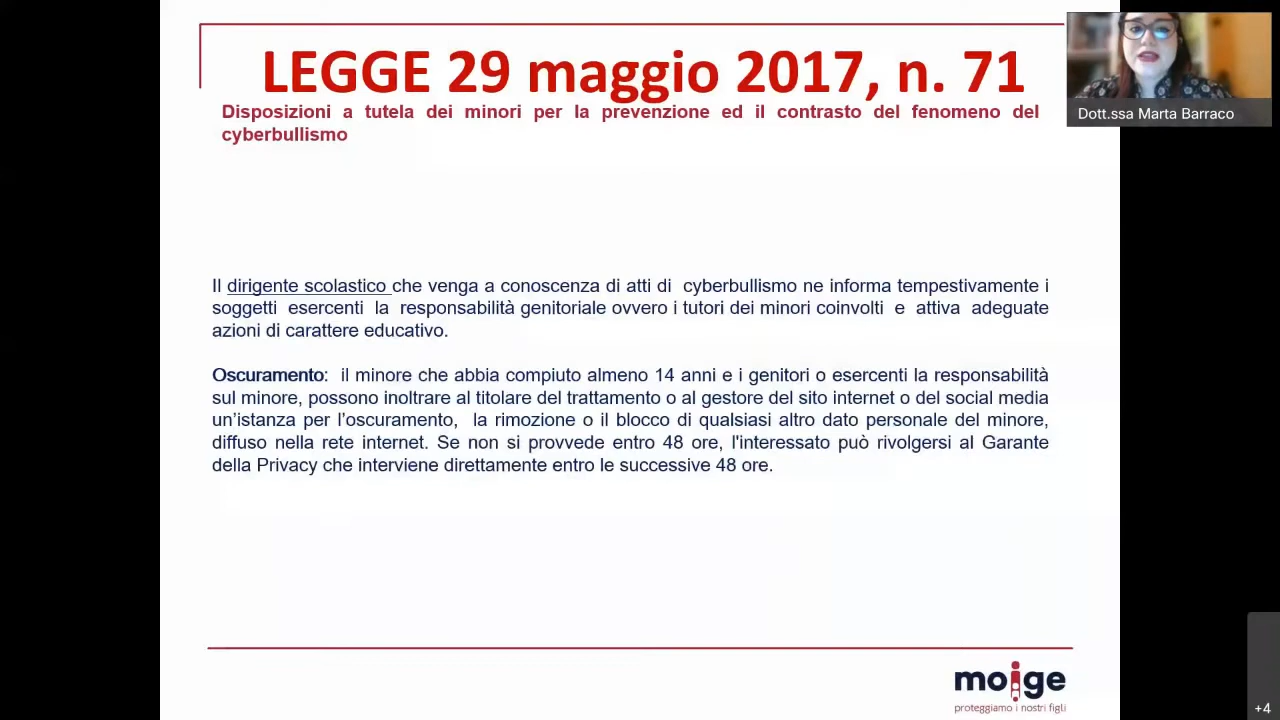 LEGGE 29 maggio 2017, n. 71
Disposizioni a tutela dei minori per la prevenzione ed il contrasto del fenomeno del
cyberbullismo
Dott.ssa Marta Barraco
Il dirigente scolastico che venga a conoscenza di atti di cyberbullismo ne informa tempestivamente i
soggetti esercenti la responsabilità genitoriale ovvero i tutori dei minori coinvolti e attiva adeguate
azioni di carattere educativo.
Oscuramento: il minore che abbia compiuto almeno 14 anni e i genitori o esercenti la responsabilità
sul minore, possono inoltrare al titolare del trattamento o al gestore del sito internet o del social media
un'istanza per l'oscuramento, la rimozione o il blocco di qualsiasi altro dato personale del minore,
diffuso nella rete internet. Se non si provvede entro 48 ore, l'interessato può rivolgersi al Garante
della Privacy che interviene direttamente entro le successive 48 ore.
moige
proteggiamo i nostri figli
+4